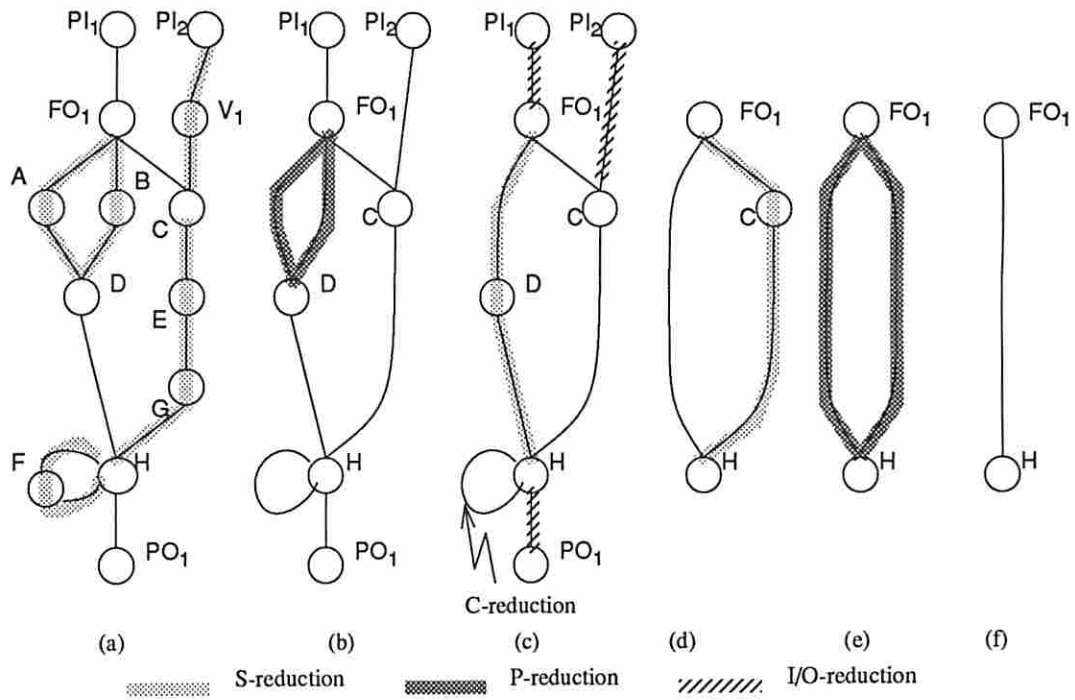 PI1 PI2 PI1 PI2 PI1 PI2
FO1 V1 FO1 FO1 FO1 FO1 FO1
A B C C C C
D D D
E
G
F H H H H H H
PO1 PO1 PO1
C-reduction
(a) (b) (c) (d) (e) (f)
S-reduction P-reduction I/O-reduction